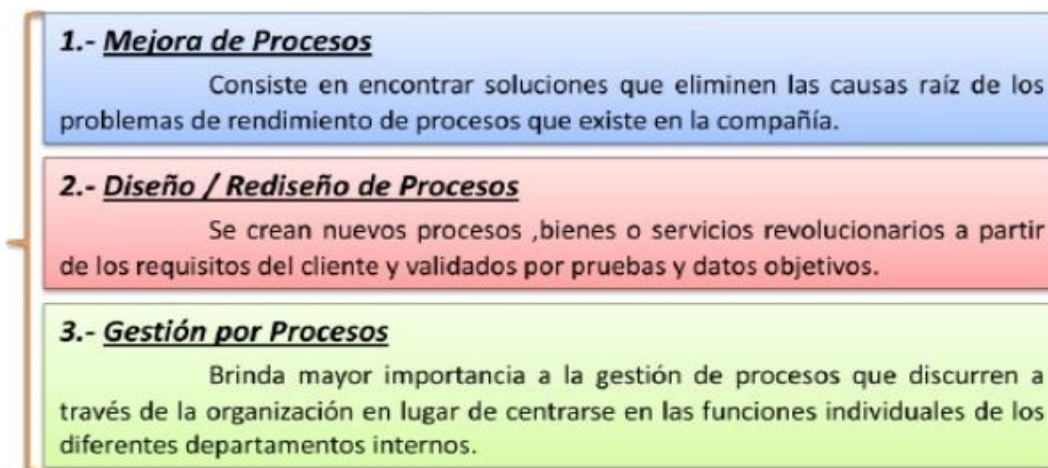 1.- Mejora de Procesos
Consiste en encontrar soluciones que eliminen las causas raíz de los
problemas de rendimiento de procesos que existe en la compañía.
2.- Diseño / Rediseño de Procesos
Se crean nuevos procesos ,bienes o servicios revolucionarios a partir
de los requisitos del cliente y validados por pruebas y datos objetivos.
3.- Gestión por Procesos
Brinda mayor importancia a la gestión de procesos que discurren a
través de la organización en lugar de centrarse en las funciones individuales de los
diferentes departamentos internos.